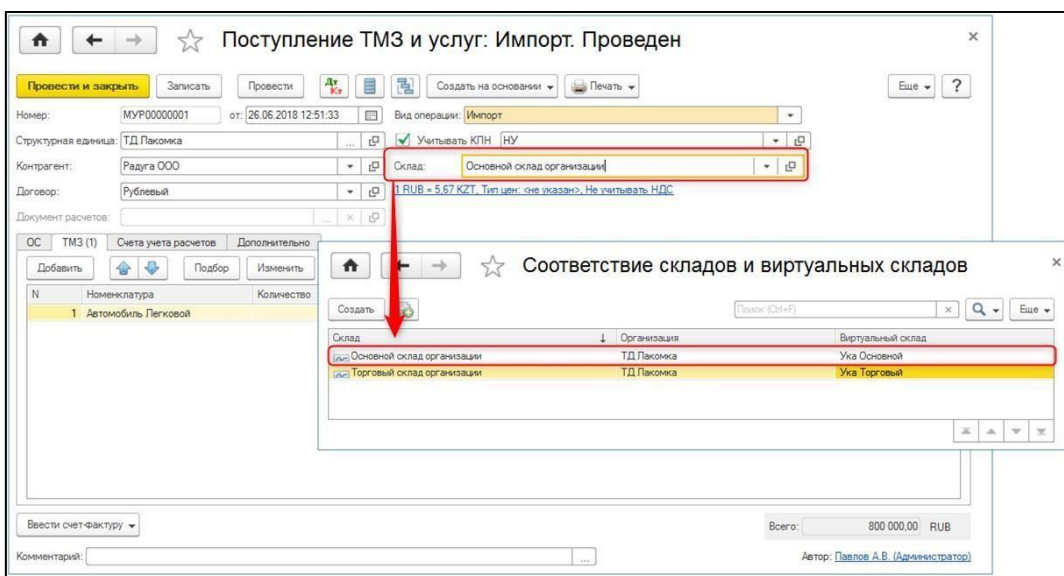 Поступление ТМЗ и услуг: Импорт. Проведен
Провести и закрыть Записать Провести Дт Кт Создать на основании Печать Еще ?
Номер: МУР00000001 от: 26.06.2018 12:51:33 Вид операции: Импорт
Структурная единица: ТД Лакомка ... Учитывать КПН НУ
Контрагент: Радуга ООО Склад: Основной склад организации
Договор: Рублевый 1 RUB = 5,67 KZT, Тип цен: <не указан>, Не учитывать НДС
Документ расчетов: ...
ОС ТМЗ (1) Счета учета расчетов Дополнительно
Добавить Подбор Изменить
N Номенклатура Количество
1 Автомобиль Легковой
Соответствие складов и виртуальных складов
Создать Поиск (Ctrl+F) Еще
Склад Организация Виртуальный склад
Основной склад организации ТД Лакомка Ука Основной
Торговый склад организации ТД Лакомка Ука Торговый
Ввести счет-фактуру Всего: 800 000,00 RUB
Комментарий: ... Автор: Павлов А.В. (Администратор)